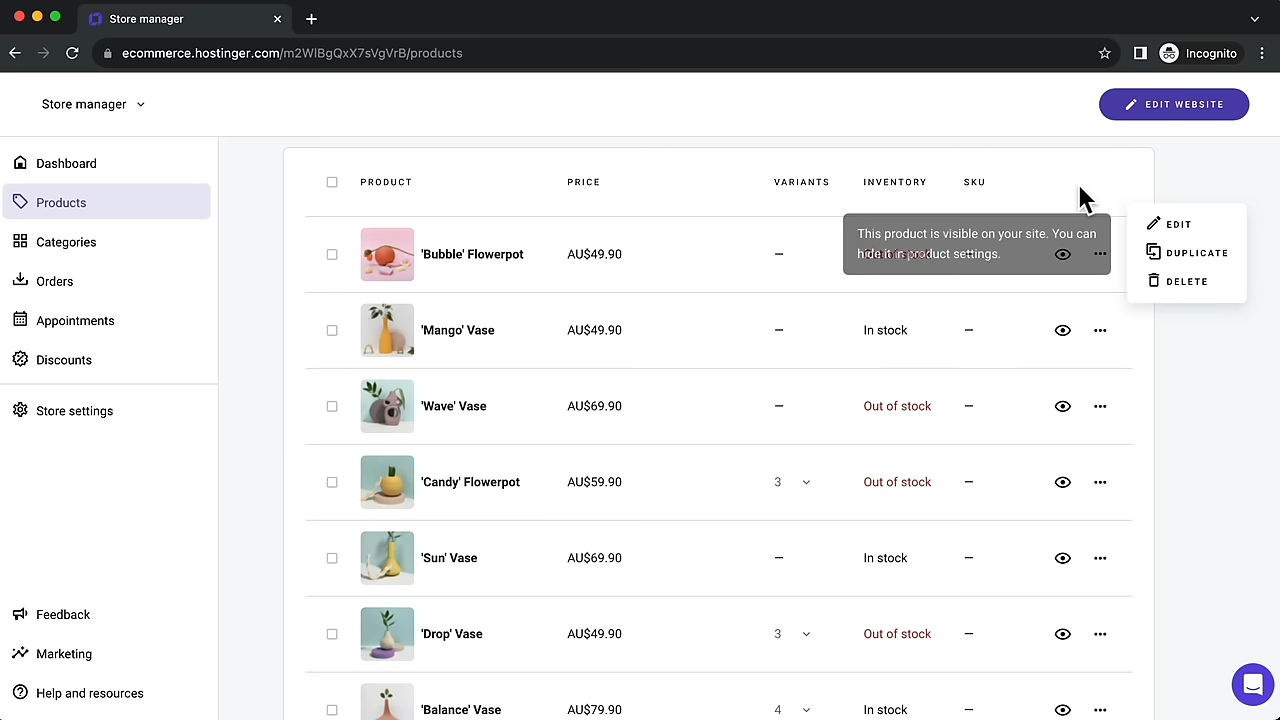 Store manager
ecommerce.hostinger.com/m2WlBgQxX7sVgVrB/products
Incognito
Store manager
EDIT WEBSITE
Dashboard
Products
Categories
Orders
Appointments
Discounts
Store settings
Feedback
Marketing
Help and resources
PRODUCT PRICE VARIANTS INVENTORY SKU
This product is visible on your site. You can
hide it in product settings.
'Bubble' Flowerpot AU$49.90 – Out of stock –
EDIT
DUPLICATE
DELETE
'Mango' Vase AU$49.90 – In stock –
'Wave' Vase AU$69.90 – Out of stock –
'Candy' Flowerpot AU$59.90 3 Out of stock –
'Sun' Vase AU$69.90 – In stock –
'Drop' Vase AU$49.90 3 Out of stock –
'Balance' Vase AU$79.90 4 In stock –